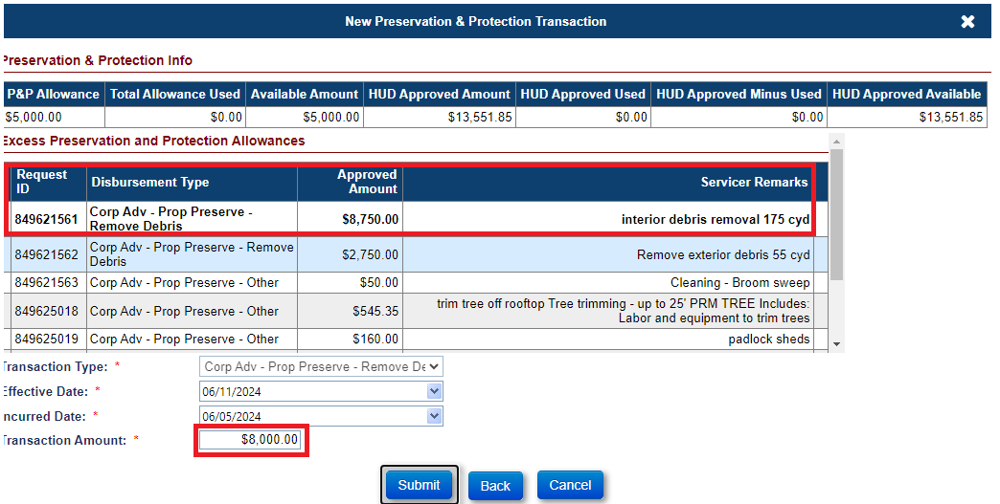 New Preservation & Protection Transaction
Preservation & Protection Info
P&P Allowance Total Allowance Used Available Amount HUD Approved Amount HUD Approved Used HUD Approved Minus Used HUD Approved Available
$5,000.00 $0.00 $5,000.00 $13,551.85 $0.00 $0.00 $13,551.85
Excess Preservation and Protection Allowances
Request ID Disbursement Type Approved Amount Servicer Remarks
849621561 Corp Adv - Prop Preserve - Remove Debris $8,750.00 interior debris removal 175 cyd
849621562 Corp Adv - Prop Preserve - Remove Debris $2,750.00 Remove exterior debris 55 cyd
849621563 Corp Adv - Prop Preserve - Other $50.00 Cleaning - Broom sweep
849625018 Corp Adv - Prop Preserve - Other $545.35 trim tree off rooftop Tree trimming - up to 25' PRM TREE Includes: Labor and equipment to trim trees
849625019 Corp Adv - Prop Preserve - Other $160.00 padlock sheds
Transaction Type: * Corp Adv - Prop Preserve - Remove De
Effective Date: * 06/11/2024
ncurred Date: * 06/05/2024
Transaction Amount: * $8,000.00
Submit Back Cancel